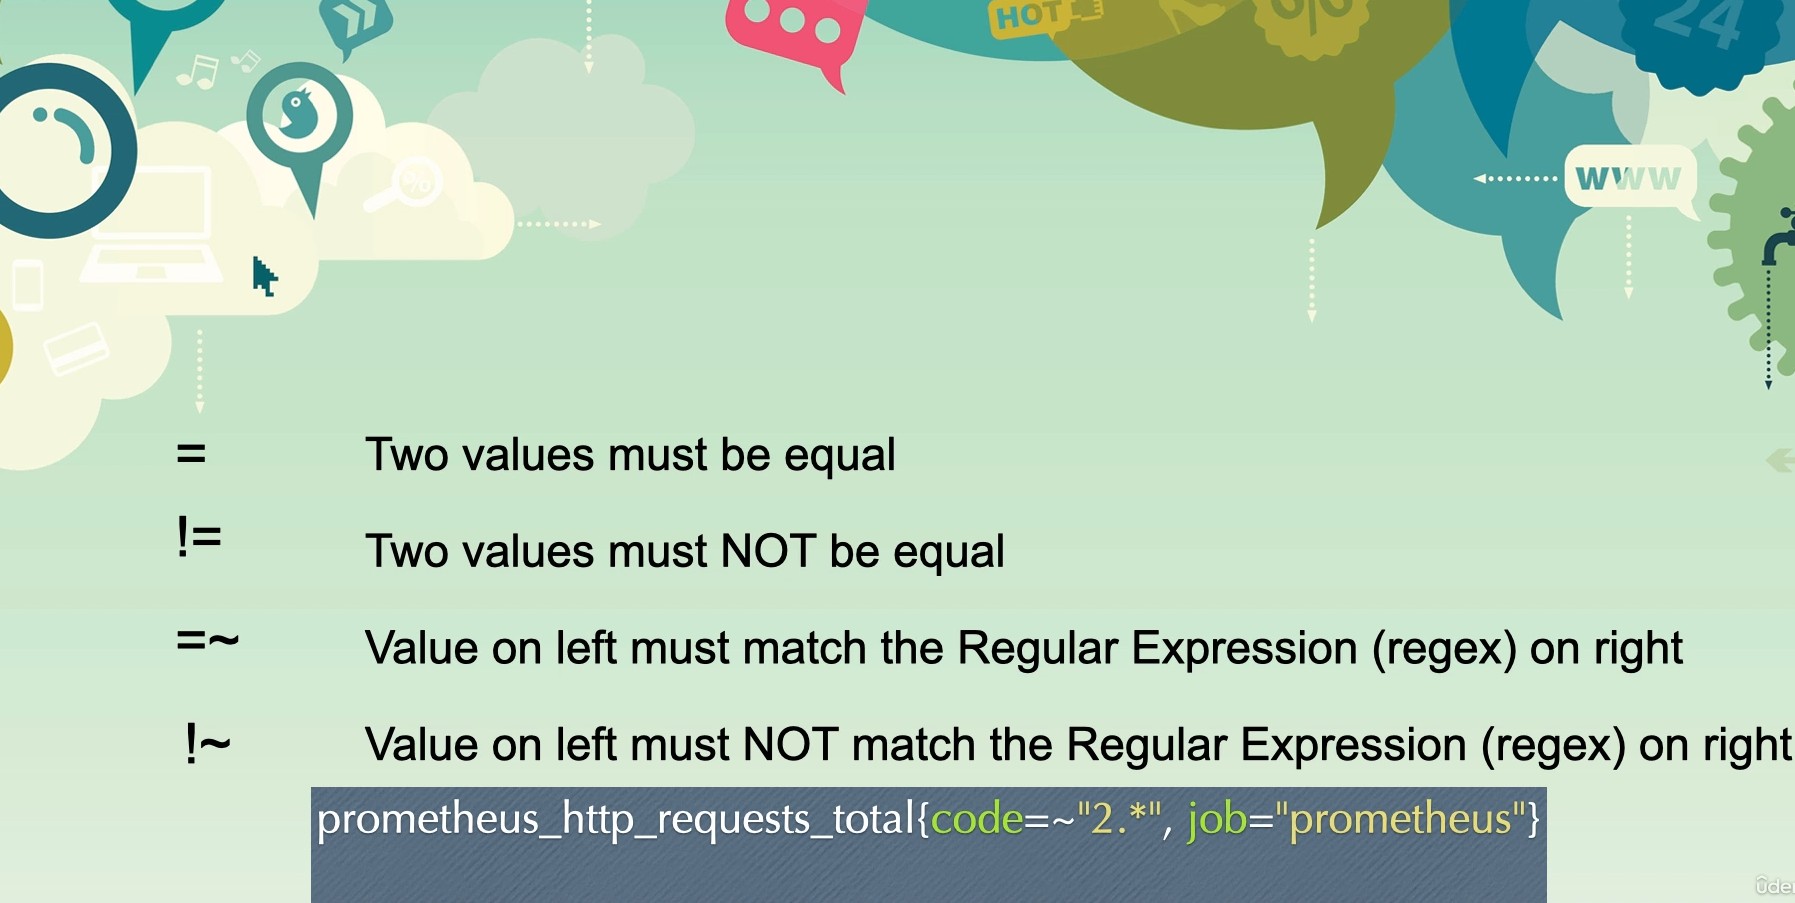 HOT
%
24
%
WWW
= Two values must be equal
!= Two values must NOT be equal
=~ Value on left must match the Regular Expression (regex) on right
!~ Value on left must NOT match the Regular Expression (regex) on right
prometheus_http_requests_total{code=~"2.*", job="prometheus"}